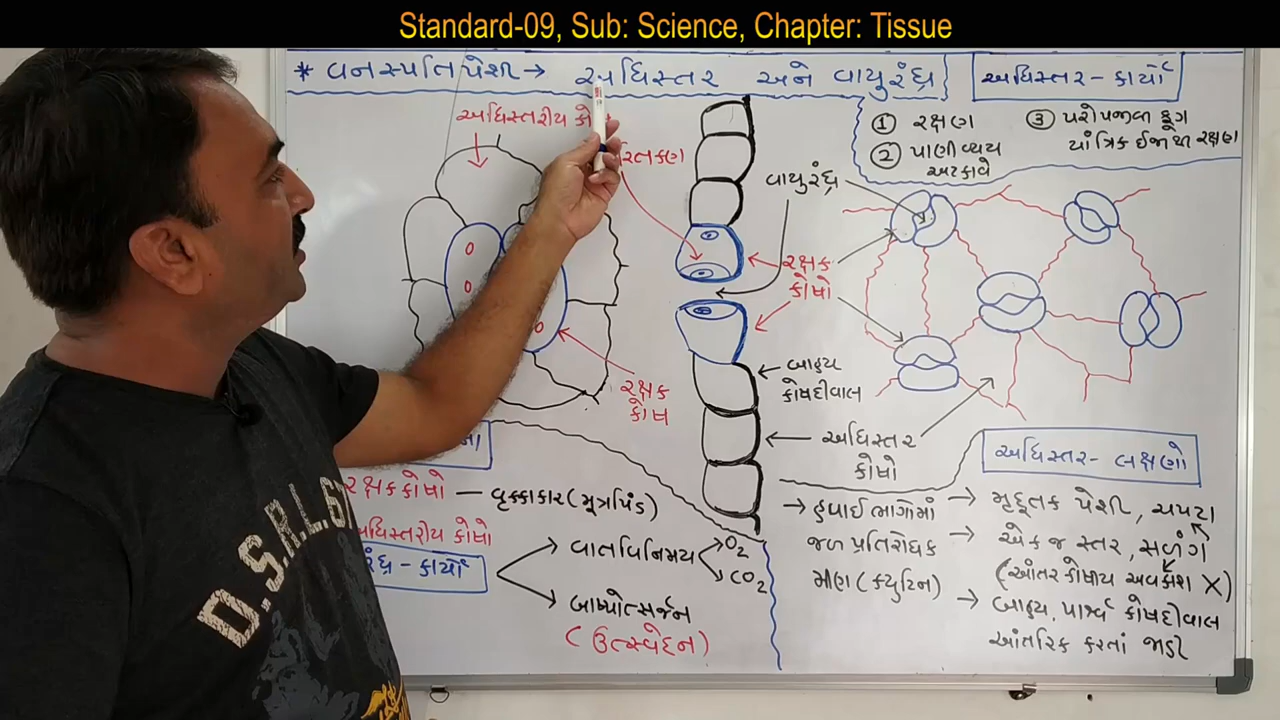 Standard-09, Sub: Science, Chapter: Tissue
* વનસ્પતિ પેશી → અધિસ્તર અને વાયુરંધ્ર
અધિસ્તર - કાર્યો
① રક્ષણ
② પાણી વ્યય
અટકાવે
③ પરોપજીવી ફૂગ
યાંત્રિક ઈજાથી રક્ષણ
અધિસ્તરીય
વાયુરંધ્ર
રક્ષક
કોષો
રક્ષક
કોષ
બાહ્ય
કોષદીવાલ
અધિસ્તર
કોષો
રક્ષકકોષો — વૃક્કાકાર (મૂત્રપિંડ)
કોષો
- કાર્યો
વાતવિનિમય
O2
CO2
બાષ્પોત્સર્જન
(ઉત્સ્વેદન)
અધિસ્તર - લક્ષણો
→ હવાઈ ભાગોમાં
જળ પ્રતિરોધક
મીણ (ક્યુટિન)
→ મૃદૂતક પેશી, ચપટા
→ એક જ સ્તર, સળંગ
(આંતરકોષીય અવકાશ X)
→ બાહ્ય, પાર્શ્વ કોષદીવાલ
આંતરિક કરતાં જાડી
D.S.R.L.67